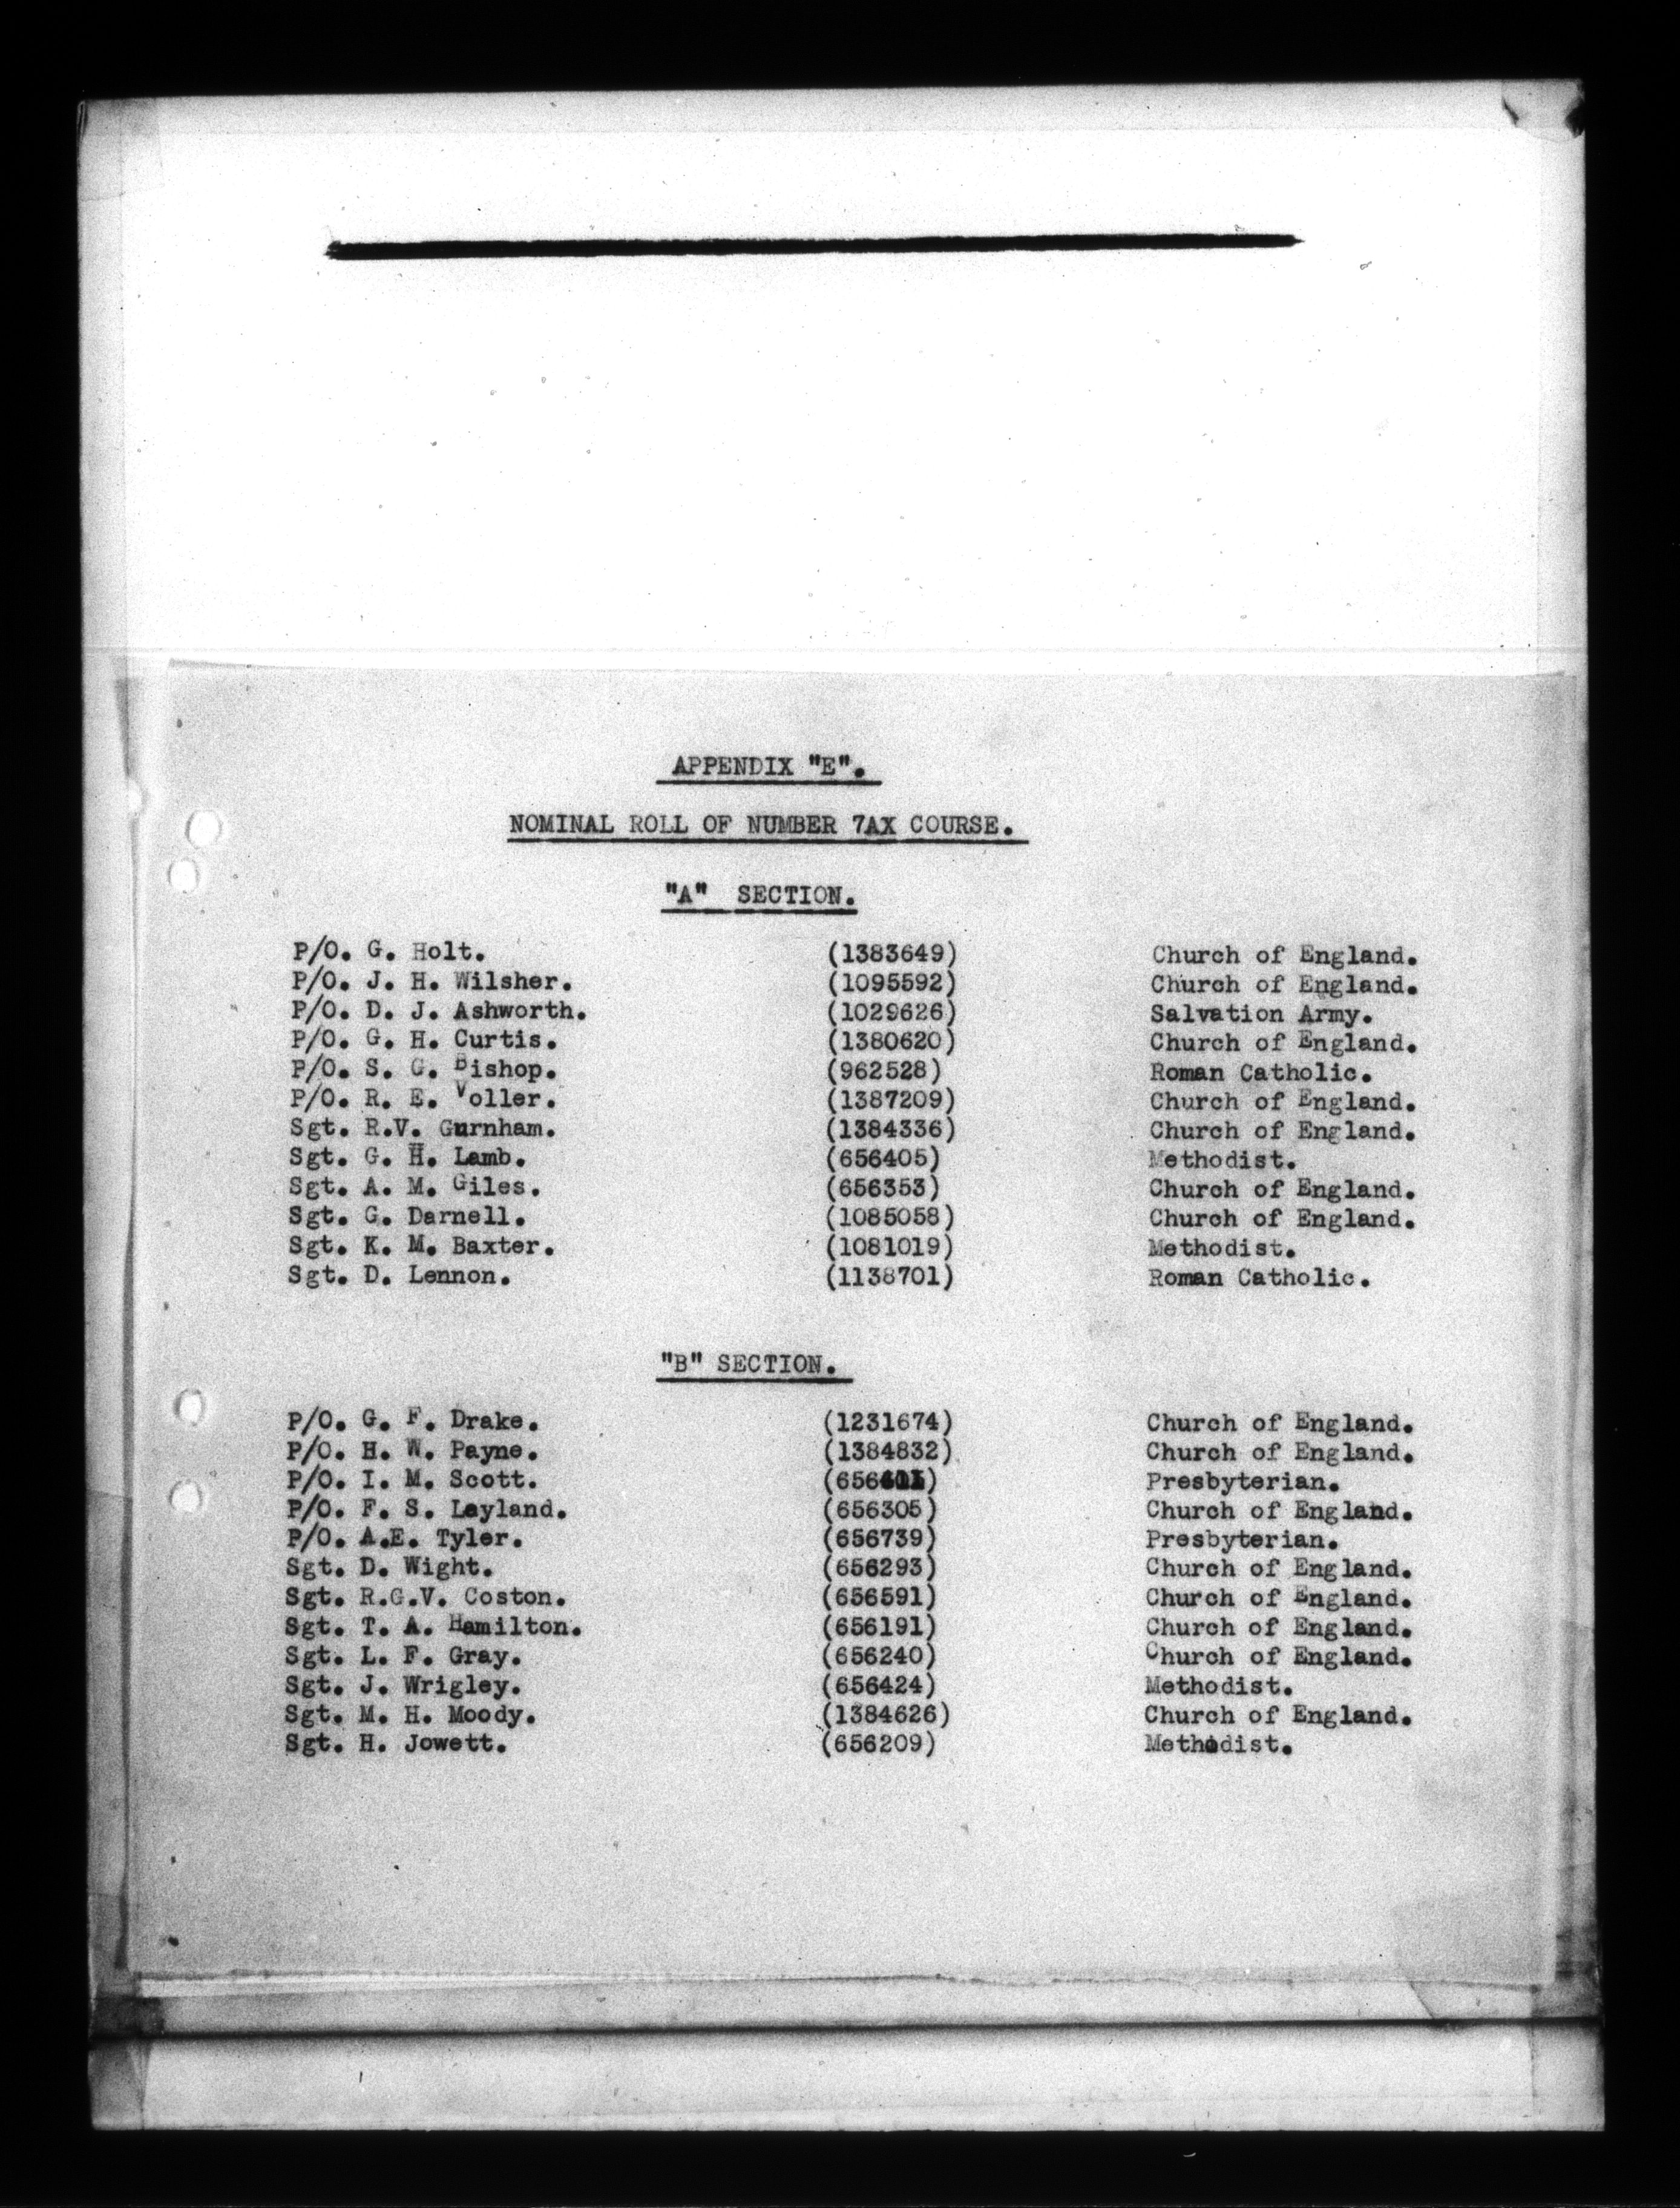 APPENDIX "E".
NOMINAL ROLL OF NUMBER 7AX COURSE.
"A" SECTION.
P/O. G. Holt. (1383649) Church of England.
P/O. J. H. Wilsher. (1095592) Church of England.
P/O. D. J. Ashworth. (1029626) Salvation Army.
P/O. G. H. Curtis. (1380620) Church of England.
P/O. S. G. Bishop. (962528) Roman Catholic.
P/O. R. E. Voller. (1387209) Church of England.
Sgt. R.V. Gurnham. (1384336) Church of England.
Sgt. G. H. Lamb. (656405) Methodist.
Sgt. A. M. Giles. (656353) Church of England.
Sgt. G. Darnell. (1085058) Church of England.
Sgt. K. M. Baxter. (1081019) Methodist.
Sgt. D. Lennon. (1138701) Roman Catholic.
"B" SECTION.
P/O. G. F. Drake. (1231674) Church of England.
P/O. H. W. Payne. (1384832) Church of England.
P/O. I. M. Scott. Presbyterian.
P/O. F. S. Layland. (656305) Church of England.
P/O. A.E. Tyler. (656739) Presbyterian.
Sgt. D. Wight. (656293) Church of England.
Sgt. R.G.V. Coston. (656591) Church of England.
Sgt. T. A. Hamilton. (656191) Church of England.
Sgt. L. F. Gray. (656240) Church of England.
Sgt. J. Wrigley. (656424) Methodist.
Sgt. M. H. Moody. (1384626) Church of England.
Sgt. H. Jowett. (656209) Methodist.